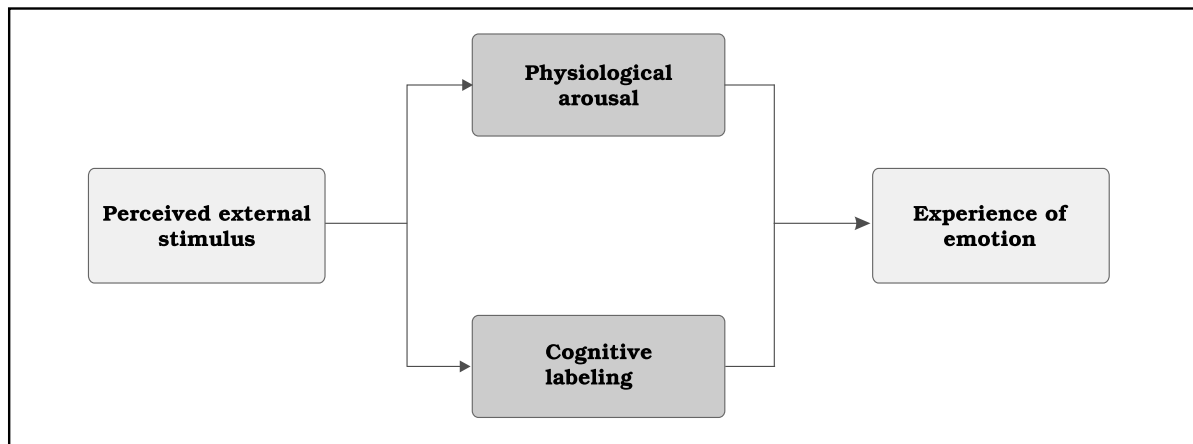 Physiological
arousal
Perceived external
stimulus
Experience of
emotion
Cognitive
labeling